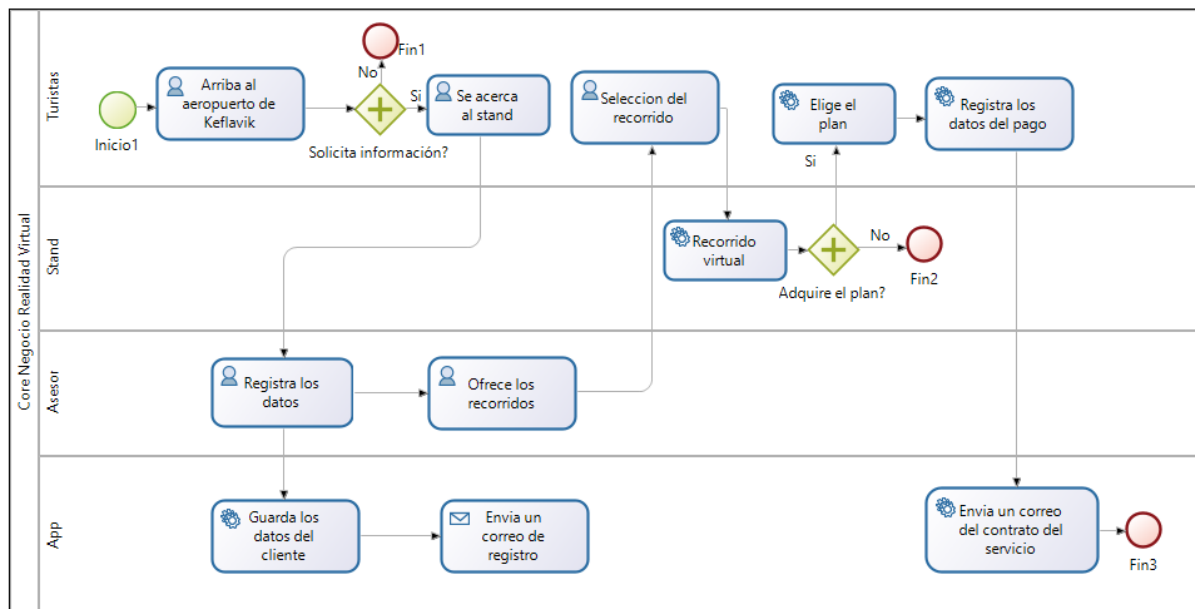 Core Negocio Realidad Virtual
Turistas
Inicio1
Arriba al
aeropuerto de
Keflavik
No
Fin1
Si
Solicita información?
Se acerca
al stand
Seleccion del
recorrido
Elige el
plan
Si
Registra los
datos del pago
Stand
Recorrido
virtual
Adquire el plan?
No
Fin2
Asesor
Registra los
datos
Ofrece los
recorridos
App
Guarda los
datos del
cliente
Envia un
correo de
registro
Envia un correo
del contrato del
servicio
Fin3